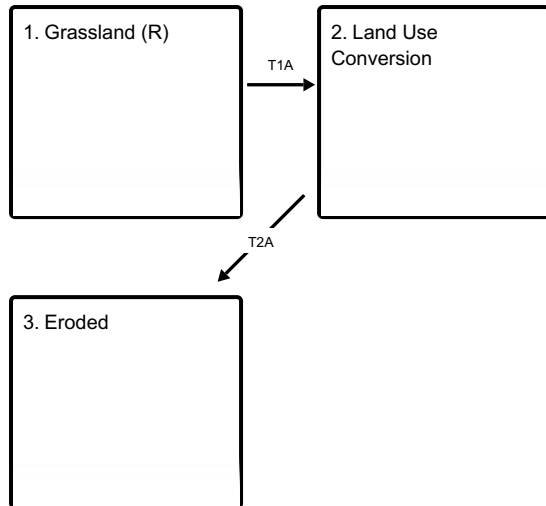 1. Grassland (R)
T1A
2. Land Use
Conversion
T2A
3. Eroded